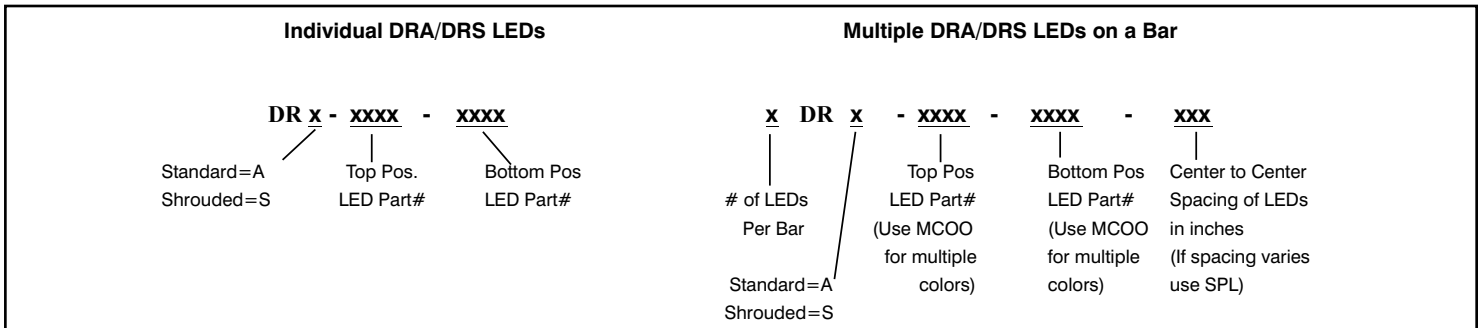 Individual DRA/DRS LEDs
DR x - xxxx - xxxx
Standard=A
Shrouded=S
Top Pos.
LED Part#
Bottom Pos
LED Part#
Multiple DRA/DRS LEDs on a Bar
x DR x - xxxx - xxxx - xxx
# of LEDs
Per Bar
Standard=A
Shrouded=S
Top Pos
LED Part#
(Use MCOO
for multiple
colors)
Bottom Pos
LED Part#
(Use MCOO
for multiple
colors)
Center to Center
Spacing of LEDs
in inches
(If spacing varies
use SPL)